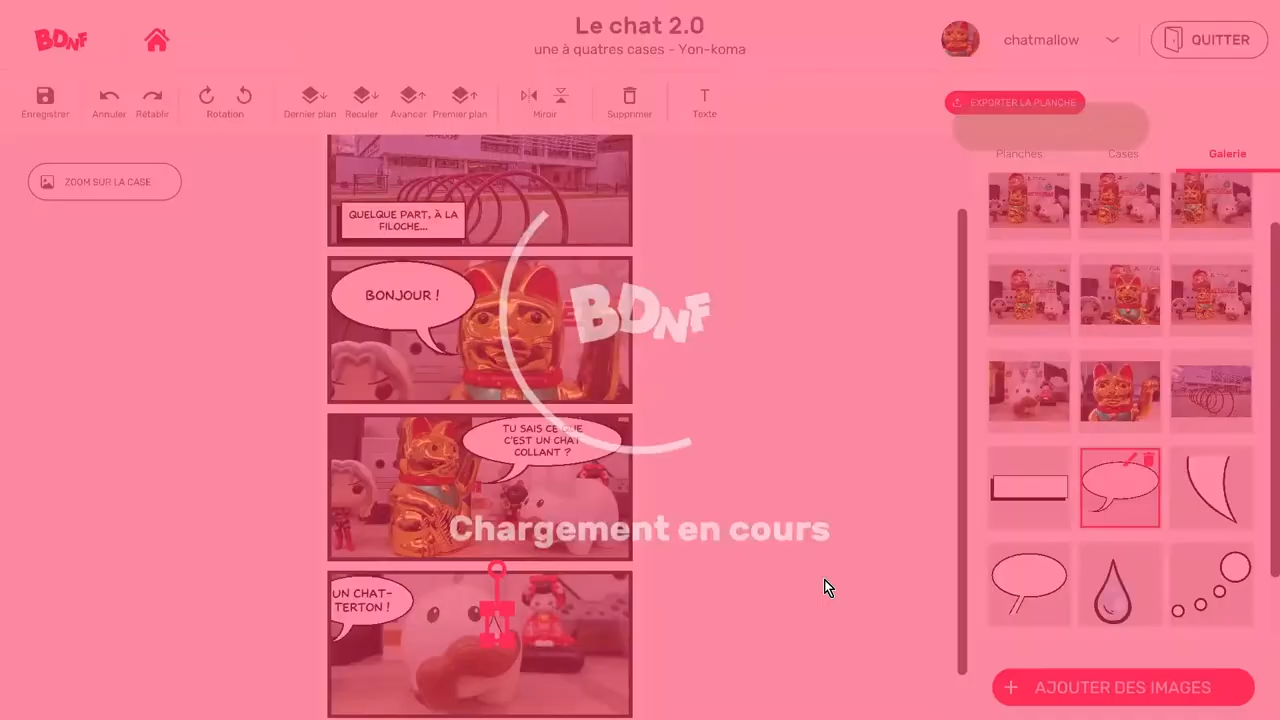 BDnF
Le chat 2.0
une à quatres cases - Yon-koma
chatmallow
QUITTER
Enregistrer
Annuler
Rétablir
Rotation
Dernier plan
Reculer
Avancer
Premier plan
Miroir
Supprimer
Texte
EXPORTER LA PLANCHE
Planches
Cases
Galerie
ZOOM SUR LA CASE
QUELQUE PART, À LA
FILOCHE...
BONJOUR !
BDnF
TU SAIS CE QUE
C'EST UN CHAT
COLLANT ?
Chargement en cours
UN CHAT-
TERTON !
+ AJOUTER DES IMAGES